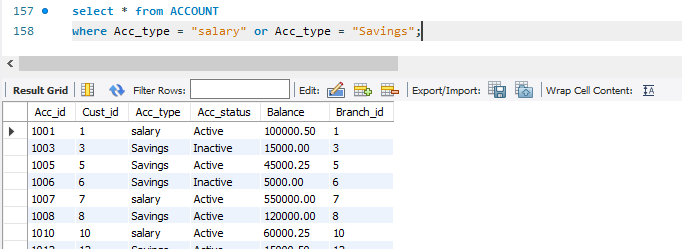 157 select * from ACCOUNT
158 where Acc_type = "salary" or Acc_type = "Savings";
Result Grid Filter Rows: Edit: Export/Import: Wrap Cell Content:
Acc_id Cust_id Acc_type Acc_status Balance Branch_id
1001 1 salary Active 100000.50 1
1003 3 Savings Inactive 15000.00 3
1005 5 Savings Active 45000.25 5
1006 6 Savings Inactive 5000.00 6
1007 7 salary Active 550000.00 7
1008 8 Savings Active 120000.00 8
1010 10 salary Active 60000.25 10